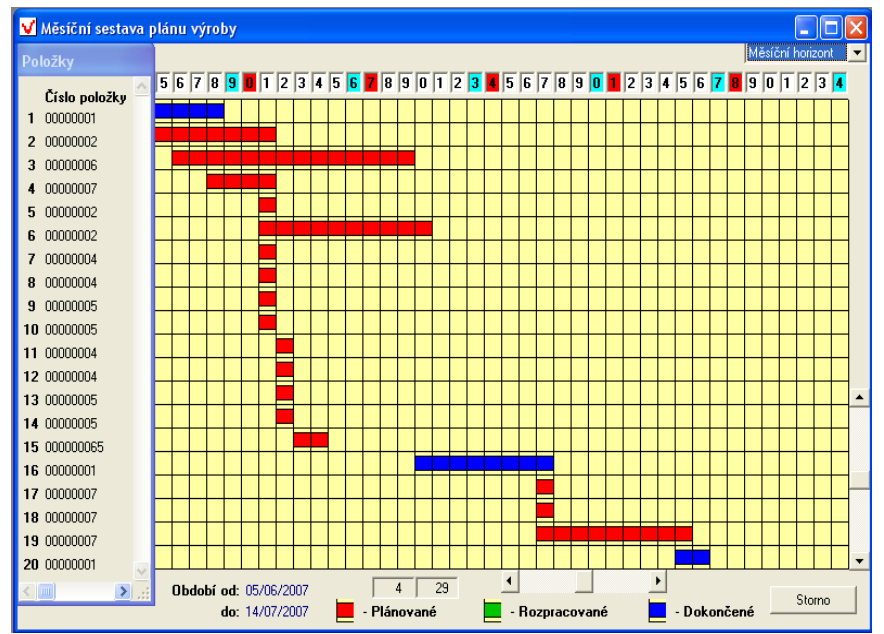 Měsíční sestava plánu výroby
Položky
Měsíční horizont
5 6 7 8 9 0 1 2 3 4 5 6 7 8 9 0 1 2 3 4 5 6 7 8 9 0 1 2 3 4 5 6 7 8 9 0 1 2 3 4
Číslo položky
1 00000001
2 00000002
3 00000006
4 00000007
5 00000002
6 00000002
7 00000004
8 00000004
9 00000005
10 00000005
11 00000004
12 00000004
13 00000005
14 00000005
15 000000065
16 00000001
17 00000007
18 00000007
19 00000007
20 00000001
Období od: 05/06/2007 4 29
do: 14/07/2007 - Plánované - Rozpracované - Dokončené Storno